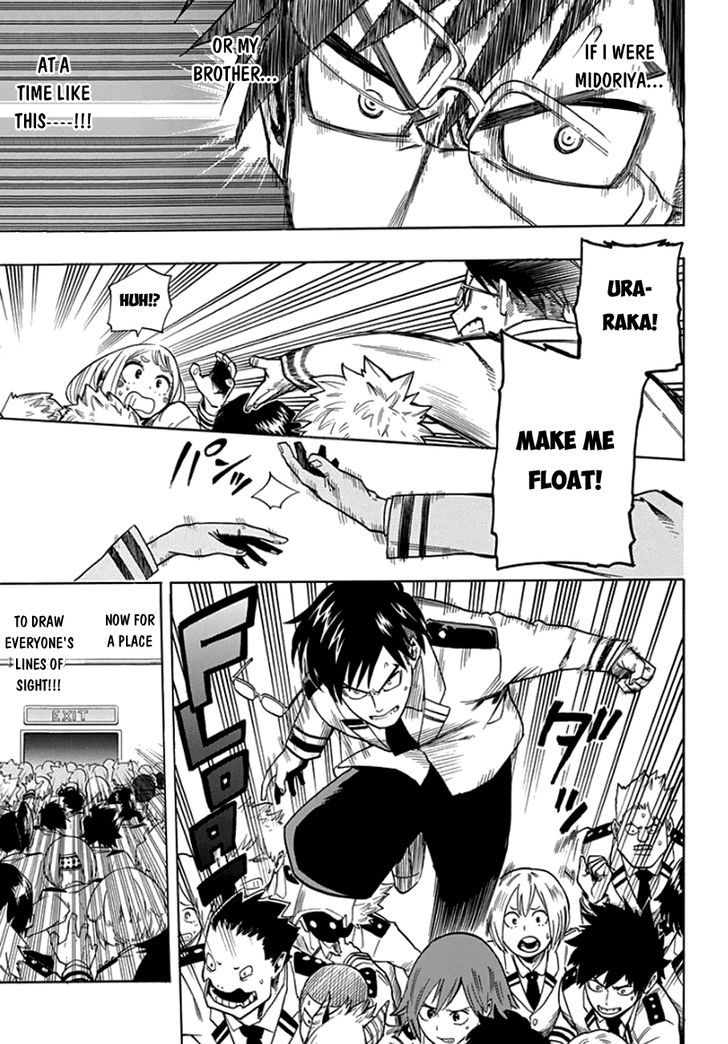 IF I WERE
MIDORIYA...
OR MY
BROTHER...
AT A
TIME LIKE
THIS----!!!
URA-
RAKA!
MAKE ME
FLOAT!
HUH!?
パシッ
FLOAT
ダッ
NOW FOR
A PLACE
TO DRAW
EVERYONE'S
LINES OF
SIGHT!!!
EXIT